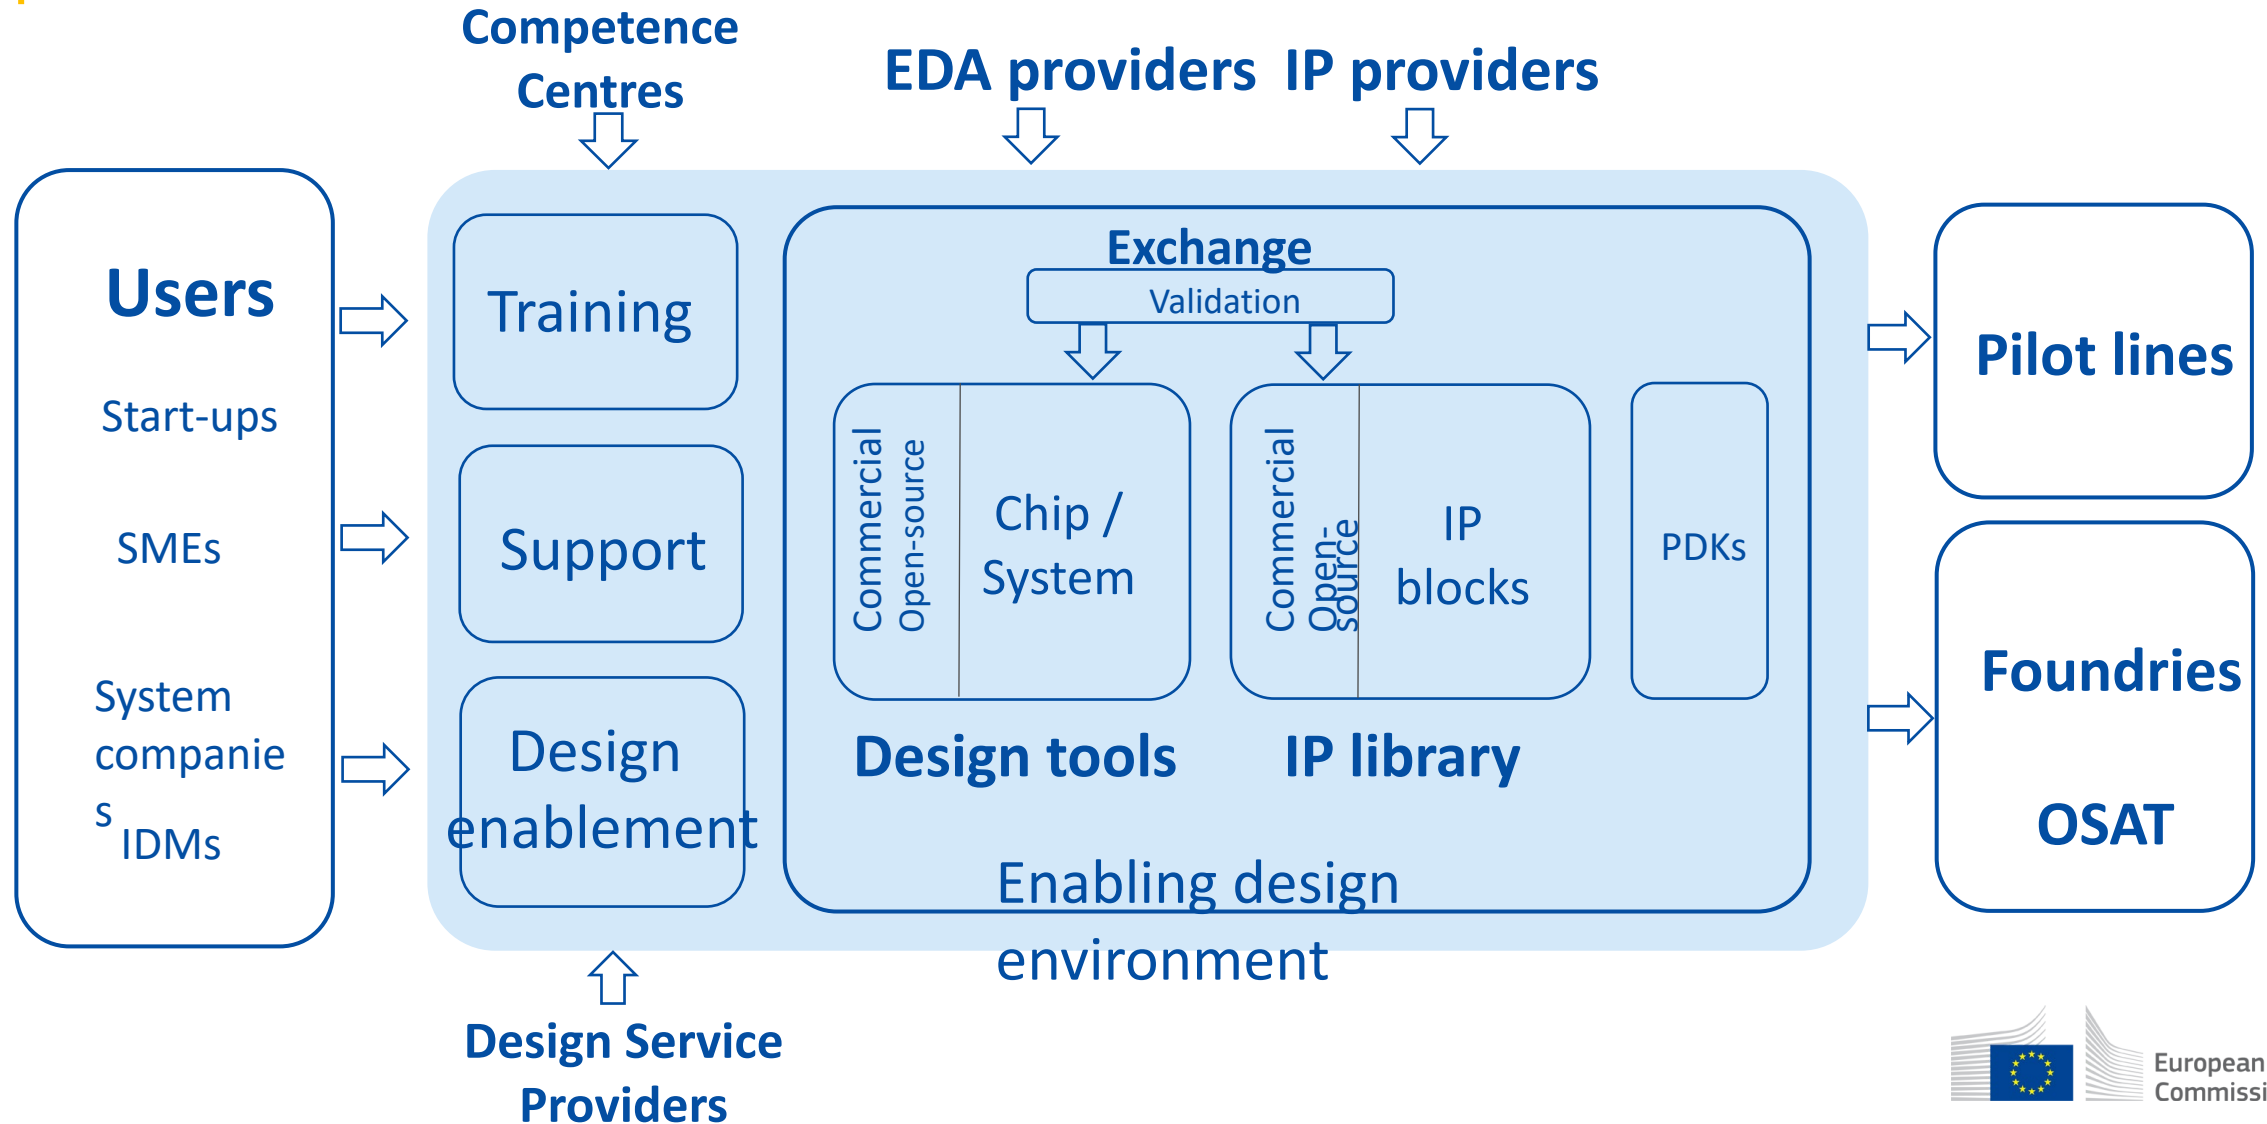 Competence
Centres
EDA providers
IP providers
Users
Start-ups
SMEs
System
companie
s
IDMs
Training
Support
Design
enablement
Exchange
Validation
Commercial
Open-source
Chip /
System
Commercial
Open-
source
IP
blocks
PDKs
Design tools
IP library
Enabling design
environment
Pilot lines
Foundries
OSAT
Design Service
Providers
European
Commissi